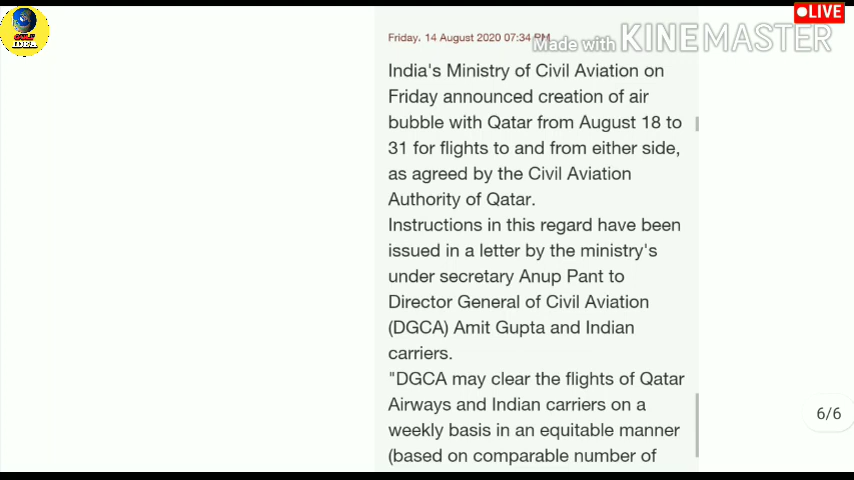 LIVE
GULF
IDEA
Friday, 14 August 2020 07:34 PM
Made with KINEMASTER
India's Ministry of Civil Aviation on
Friday announced creation of air
bubble with Qatar from August 18 to
31 for flights to and from either side,
as agreed by the Civil Aviation
Authority of Qatar.
Instructions in this regard have been
issued in a letter by the ministry's
under secretary Anup Pant to
Director General of Civil Aviation
(DGCA) Amit Gupta and Indian
carriers.
"DGCA may clear the flights of Qatar
Airways and Indian carriers on a
weekly basis in an equitable manner
(based on comparable number of
6/6